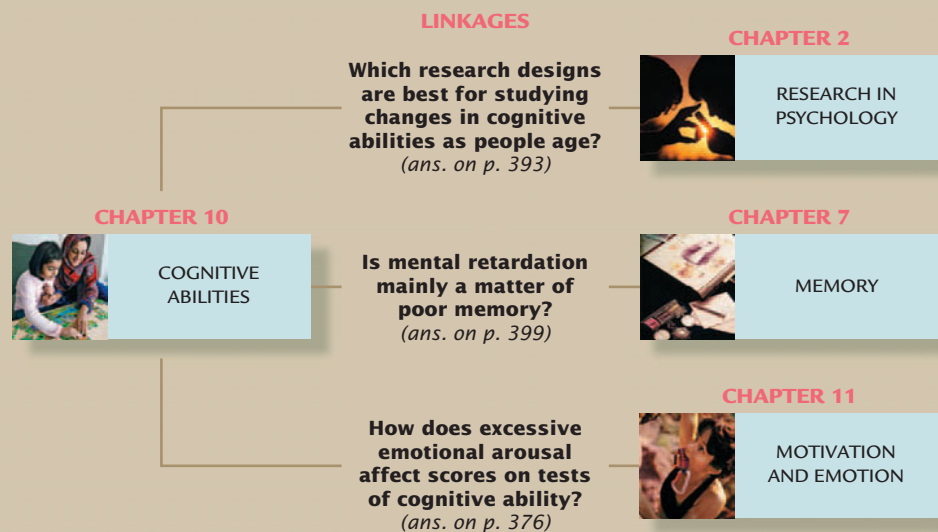 LINKAGES
CHAPTER 2
Which research designs
are best for studying
changes in cognitive
abilities as people age?
(ans. on p. 393)
RESEARCH IN
PSYCHOLOGY
CHAPTER 10
COGNITIVE
ABILITIES
CHAPTER 7
Is mental retardation
mainly a matter of
poor memory?
(ans. on p. 399)
MEMORY
CHAPTER 11
How does excessive
emotional arousal
affect scores on tests
of cognitive ability?
(ans. on p. 376)
MOTIVATION
AND EMOTION